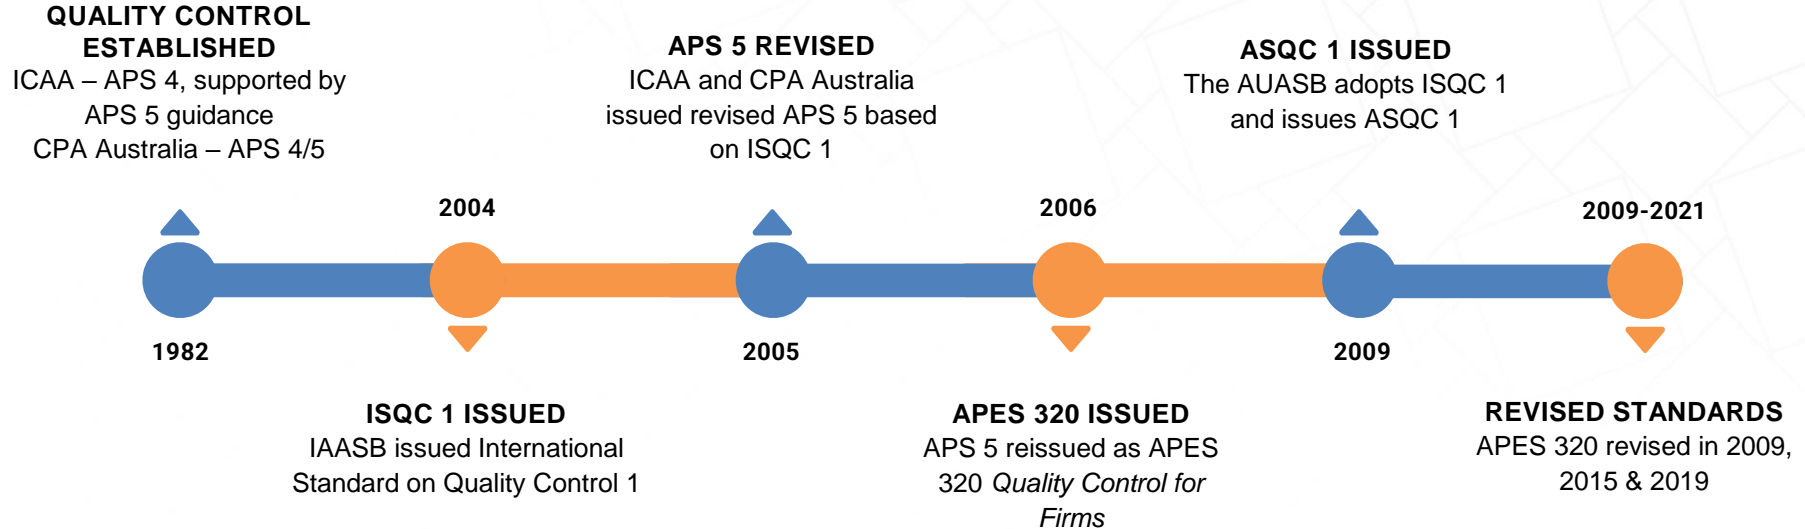 QUALITY CONTROL
ESTABLISHED
ICAA – APS 4, supported by
APS 5 guidance
CPA Australia – APS 4/5
1982
2004
ISQC 1 ISSUED
IAASB issued International
Standard on Quality Control 1
APS 5 REVISED
ICAA and CPA Australia
issued revised APS 5 based
on ISQC 1
2005
2006
APES 320 ISSUED
APS 5 reissued as APES
320 Quality Control for
Firms
ASQC 1 ISSUED
The AUASB adopts ISQC 1
and issues ASQC 1
2009
2009-2021
REVISED STANDARDS
APES 320 revised in 2009,
2015 & 2019